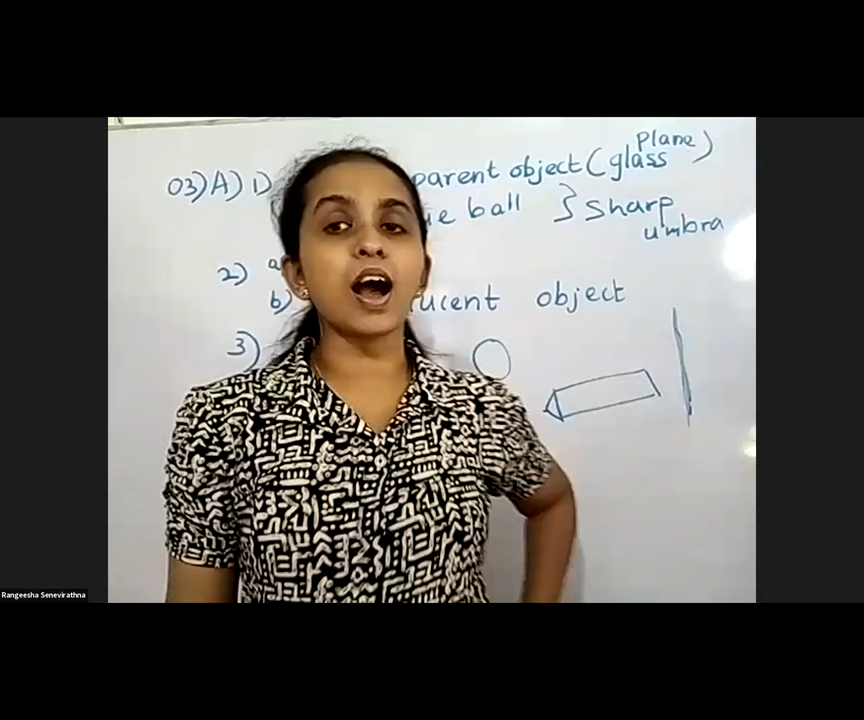 plane
03) A) 1) parent object (glass)
ue ball } sharp
umbra
2) a
b) ucent object
3)
Rangeesha Senevirathna